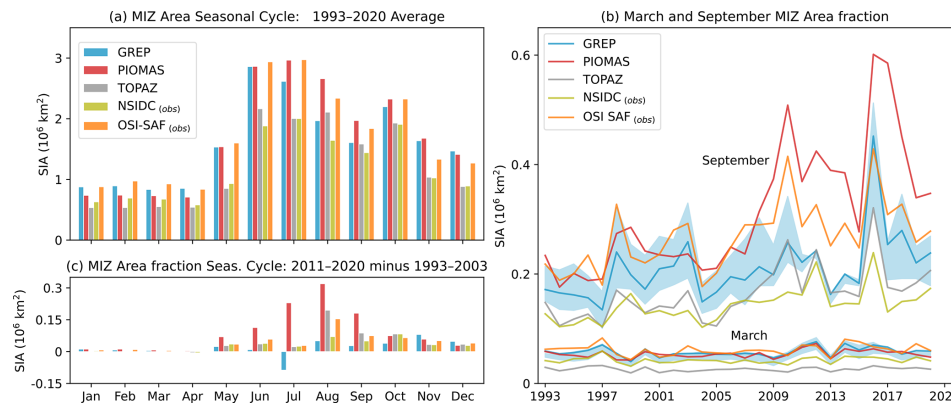 (a) MIZ Area Seasonal Cycle: 1993–2020 Average
SIA (10⁶ km²)
3
2
1
0
GREP
PIOMAS
TOPAZ
NSIDC (obs)
OSI-SAF (obs)
(c) MIZ Area fraction Seas. Cycle: 2011–2020 minus 1993–2003
SIA (10⁶ km²)
0.3
0.15
0
-0.15
Jan Feb Mar Apr May Jun Jul Aug Sep Oct Nov Dec
(b) March and September MIZ Area fraction
SIA (10⁶ km²)
0.6
0.4
0.2
0
GREP
PIOMAS
TOPAZ
NSIDC (obs)
OSI SAF (obs)
September
March
1993 1997 2001 2005 2009 2013 2017 202